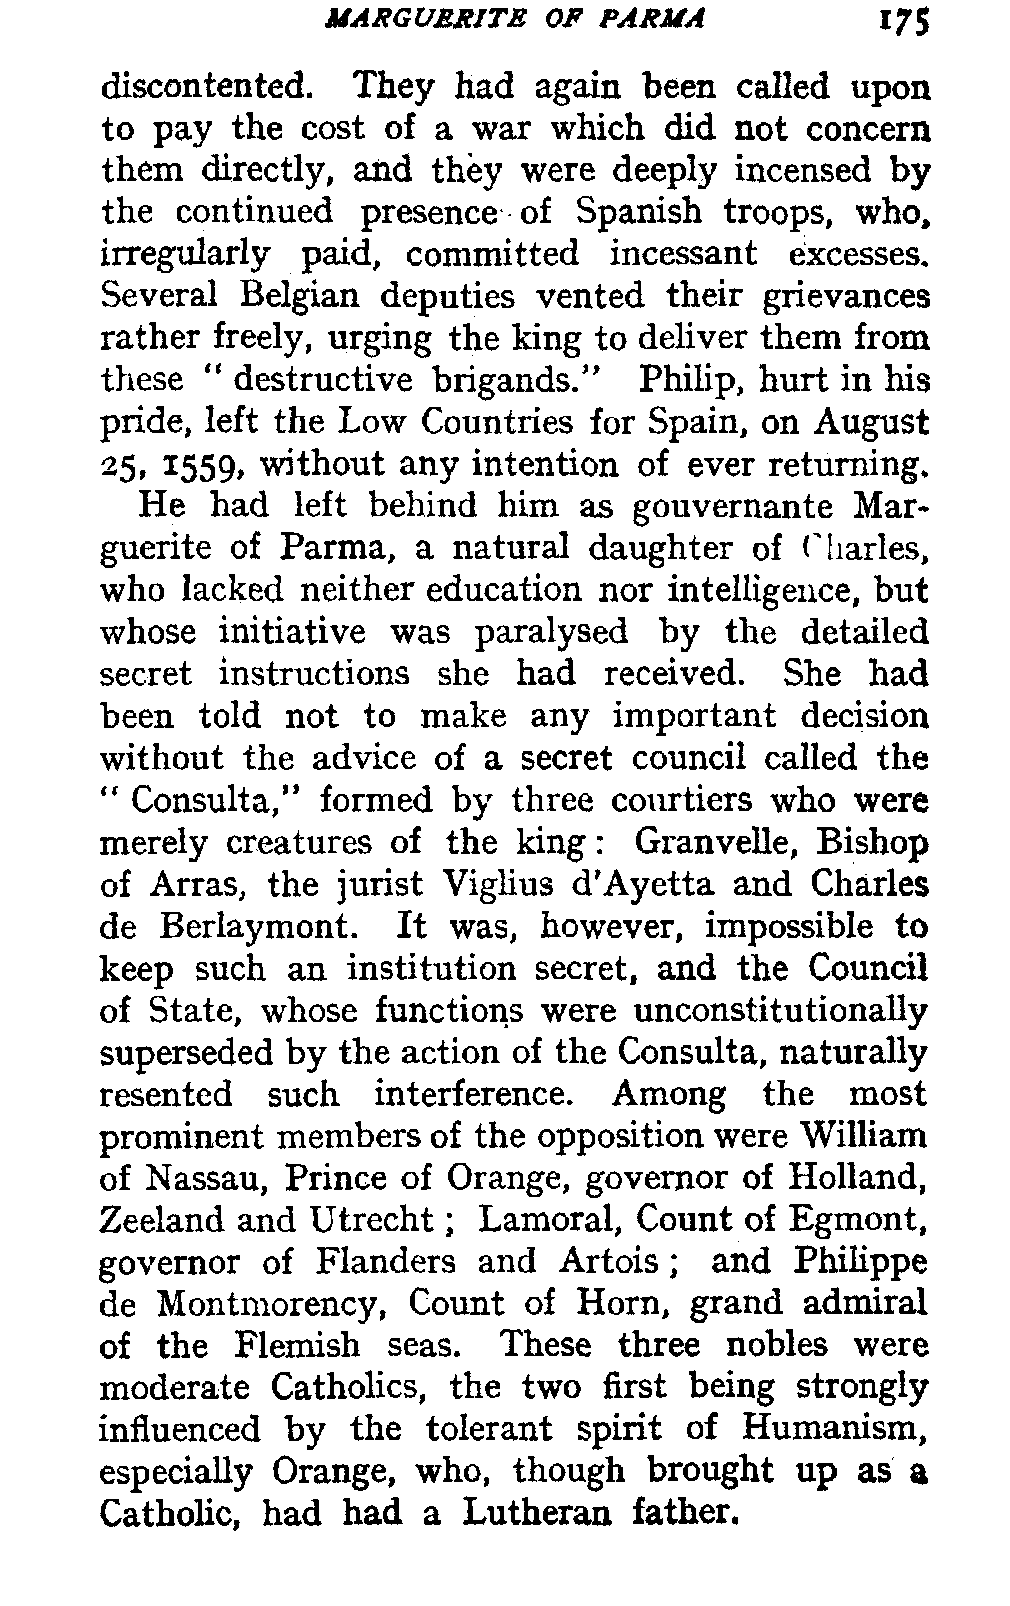 MARGUERITE OF PARMA 175
discontented. They had again been called upon
to pay the cost of a war which did not concern
them directly, and they were deeply incensed by
the continued presence of Spanish troops, who,
irregularly paid, committed incessant excesses.
Several Belgian deputies vented their grievances
rather freely, urging the king to deliver them from
these “ destructive brigands.” Philip, hurt in his
pride, left the Low Countries for Spain, on August
25, 1559, without any intention of ever returning.
He had left behind him as gouvernante Mar-
guerite of Parma, a natural daughter of Charles,
who lacked neither education nor intelligence, but
whose initiative was paralysed by the detailed
secret instructions she had received. She had
been told not to make any important decision
without the advice of a secret council called the
“ Consulta,” formed by three courtiers who were
merely creatures of the king : Granvelle, Bishop
of Arras, the jurist Viglius d'Ayetta and Charles
de Berlaymont. It was, however, impossible to
keep such an institution secret, and the Council
of State, whose functions were unconstitutionally
superseded by the action of the Consulta, naturally
resented such interference. Among the most
prominent members of the opposition were William
of Nassau, Prince of Orange, governor of Holland,
Zeeland and Utrecht ; Lamoral, Count of Egmont,
governor of Flanders and Artois ; and Philippe
de Montmorency, Count of Horn, grand admiral
of the Flemish seas. These three nobles were
moderate Catholics, the two first being strongly
influenced by the tolerant spirit of Humanism,
especially Orange, who, though brought up as a
Catholic, had had a Lutheran father.